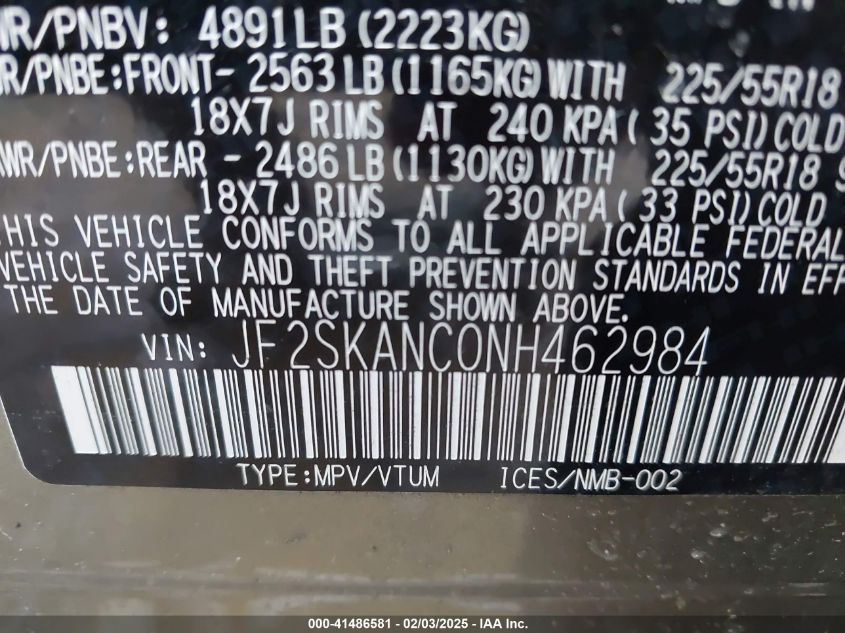 WR/PNBV: 4891LB (2223KG)
WR/PNBE:FRONT- 2563 LB (1165KG) WITH 225/55R18
18X7J RIMS AT 240 KPA ( 35 PSI) COLD
WR/PNBE:REAR - 2486 LB (1130KG) WITH 225/55R18 9
18X7J RIMS AT 230 KPA ( 33 PSI) COLD
THIS VEHICLE CONFORMS TO ALL APPLICABLE FEDERAL
VEHICLE SAFETY AND THEFT PREVENTION STANDARDS IN EFF
THE DATE OF MANUFACTURE SHOWN ABOVE.
VIN: JF2SKANC0NH462984
TYPE:MPV/VTUM ICES/NMB-002
000-41486581 - 02/03/2025 - IAA Inc.